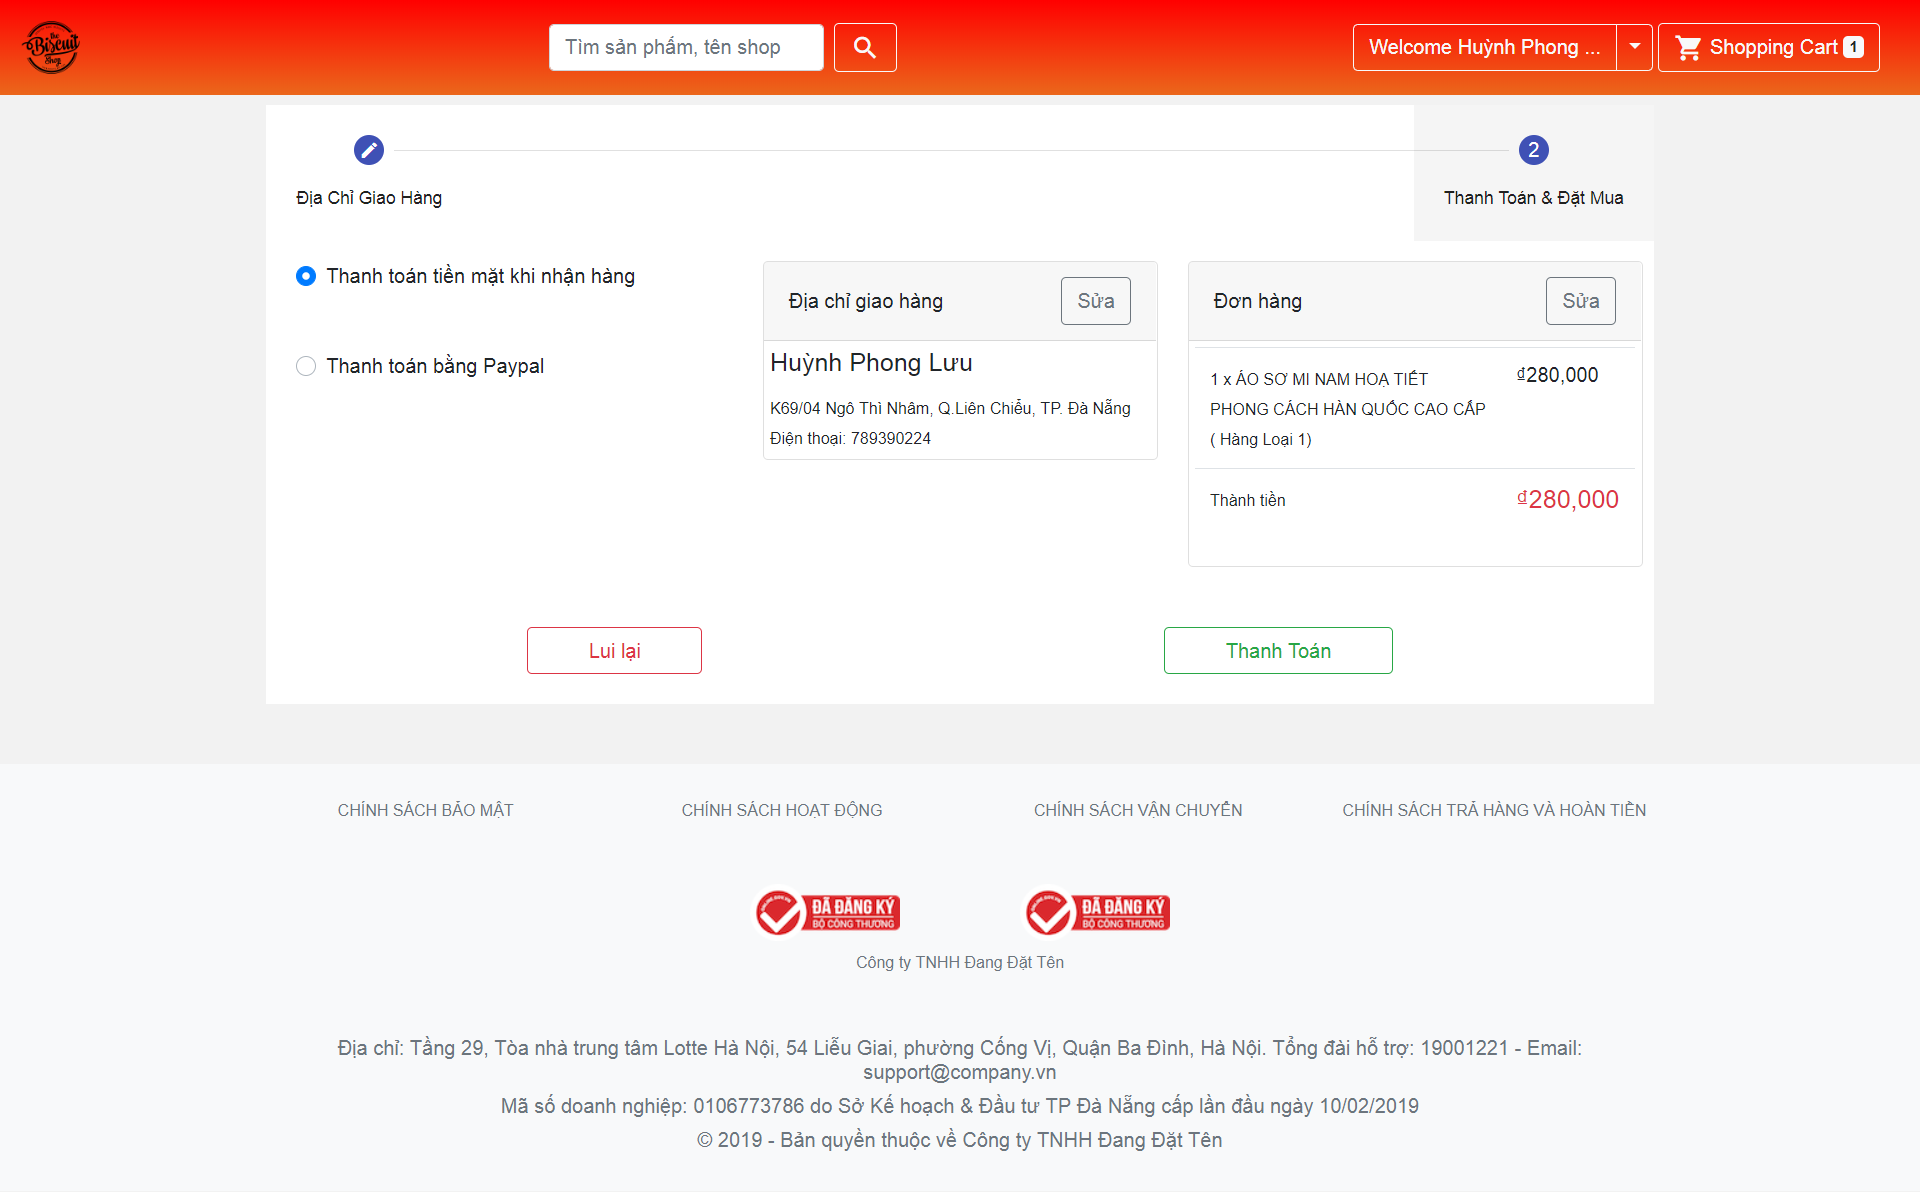 the
Biscuit
Shop
Tìm sản phẩm, tên shop
Welcome Huỳnh Phong ...
Shopping Cart 1
2
Địa Chỉ Giao Hàng
Thanh Toán & Đặt Mua
Thanh toán tiền mặt khi nhận hàng
Thanh toán bằng Paypal
Địa chỉ giao hàng
Sửa
Huỳnh Phong Lưu
K69/04 Ngô Thì Nhâm, Q.Liên Chiểu, TP. Đà Nẵng
Điện thoại: 789390224
Đơn hàng
Sửa
1 x ÁO SƠ MI NAM HOẠ TIẾT
PHONG CÁCH HÀN QUỐC CAO CẤP
( Hàng Loại 1)
₫280,000
Thành tiền
₫280,000
Lui lại
Thanh Toán
CHÍNH SÁCH BẢO MẬT
CHÍNH SÁCH HOẠT ĐỘNG
CHÍNH SÁCH VẬN CHUYỂN
CHÍNH SÁCH TRẢ HÀNG VÀ HOÀN TIỀN
ĐÃ ĐĂNG KÝ
BỘ CÔNG THƯƠNG
ĐÃ ĐĂNG KÝ
BỘ CÔNG THƯƠNG
Công ty TNHH Đang Đặt Tên
Địa chỉ: Tầng 29, Tòa nhà trung tâm Lotte Hà Nội, 54 Liễu Giai, phường Cống Vị, Quận Ba Đình, Hà Nội. Tổng đài hỗ trợ: 19001221 - Email:
support@company.vn
Mã số doanh nghiệp: 0106773786 do Sở Kế hoạch & Đầu tư TP Đà Nẵng cấp lần đầu ngày 10/02/2019
© 2019 - Bản quyền thuộc về Công ty TNHH Đang Đặt Tên